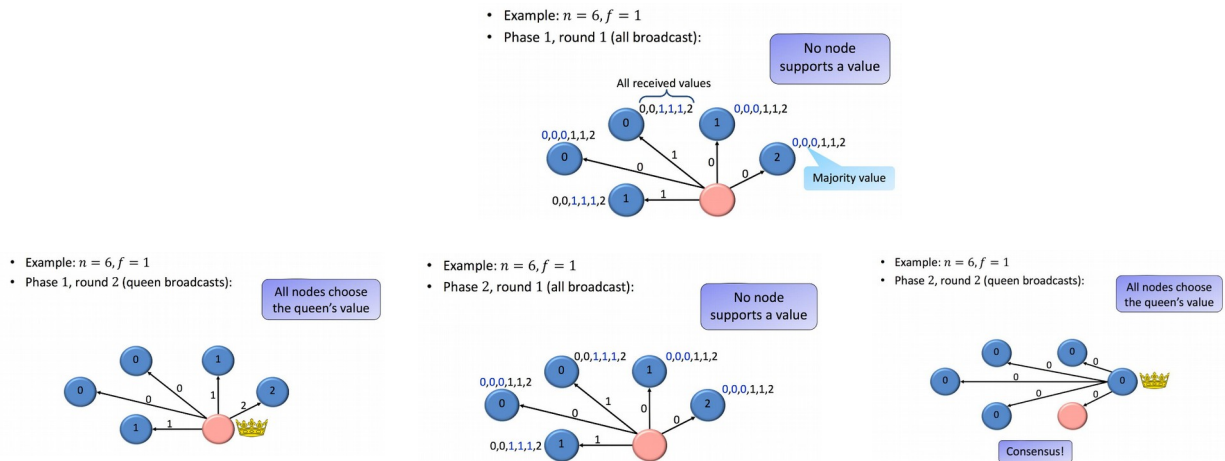 • Example: n = 6, f = 1
• Phase 1, round 1 (all broadcast):
No node
supports a value
All received values
0,0,1,1,1,2
0,0,0,1,1,2
0
1
0,0,0,1,1,2
0,0,0,1,1,2
0
2
1
0
0
0
Majority value
0,0,1,1,1,2
1
1
• Example: n = 6, f = 1
• Phase 1, round 2 (queen broadcasts):
All nodes choose
the queen's value
0
1
0
2
0
0
1
2
1
1
• Example: n = 6, f = 1
• Phase 2, round 1 (all broadcast):
No node
supports a value
0,0,1,1,1,2
0,0,0,1,1,2
0
1
0,0,0,1,1,2
0,0,0,1,1,2
0
2
1
0
0
0
0,0,1,1,1,2
1
1
• Example: n = 6, f = 1
• Phase 2, round 2 (queen broadcasts):
All nodes choose
the queen's value
0
0
0
0
0
0
0
0
0
0
Consensus!